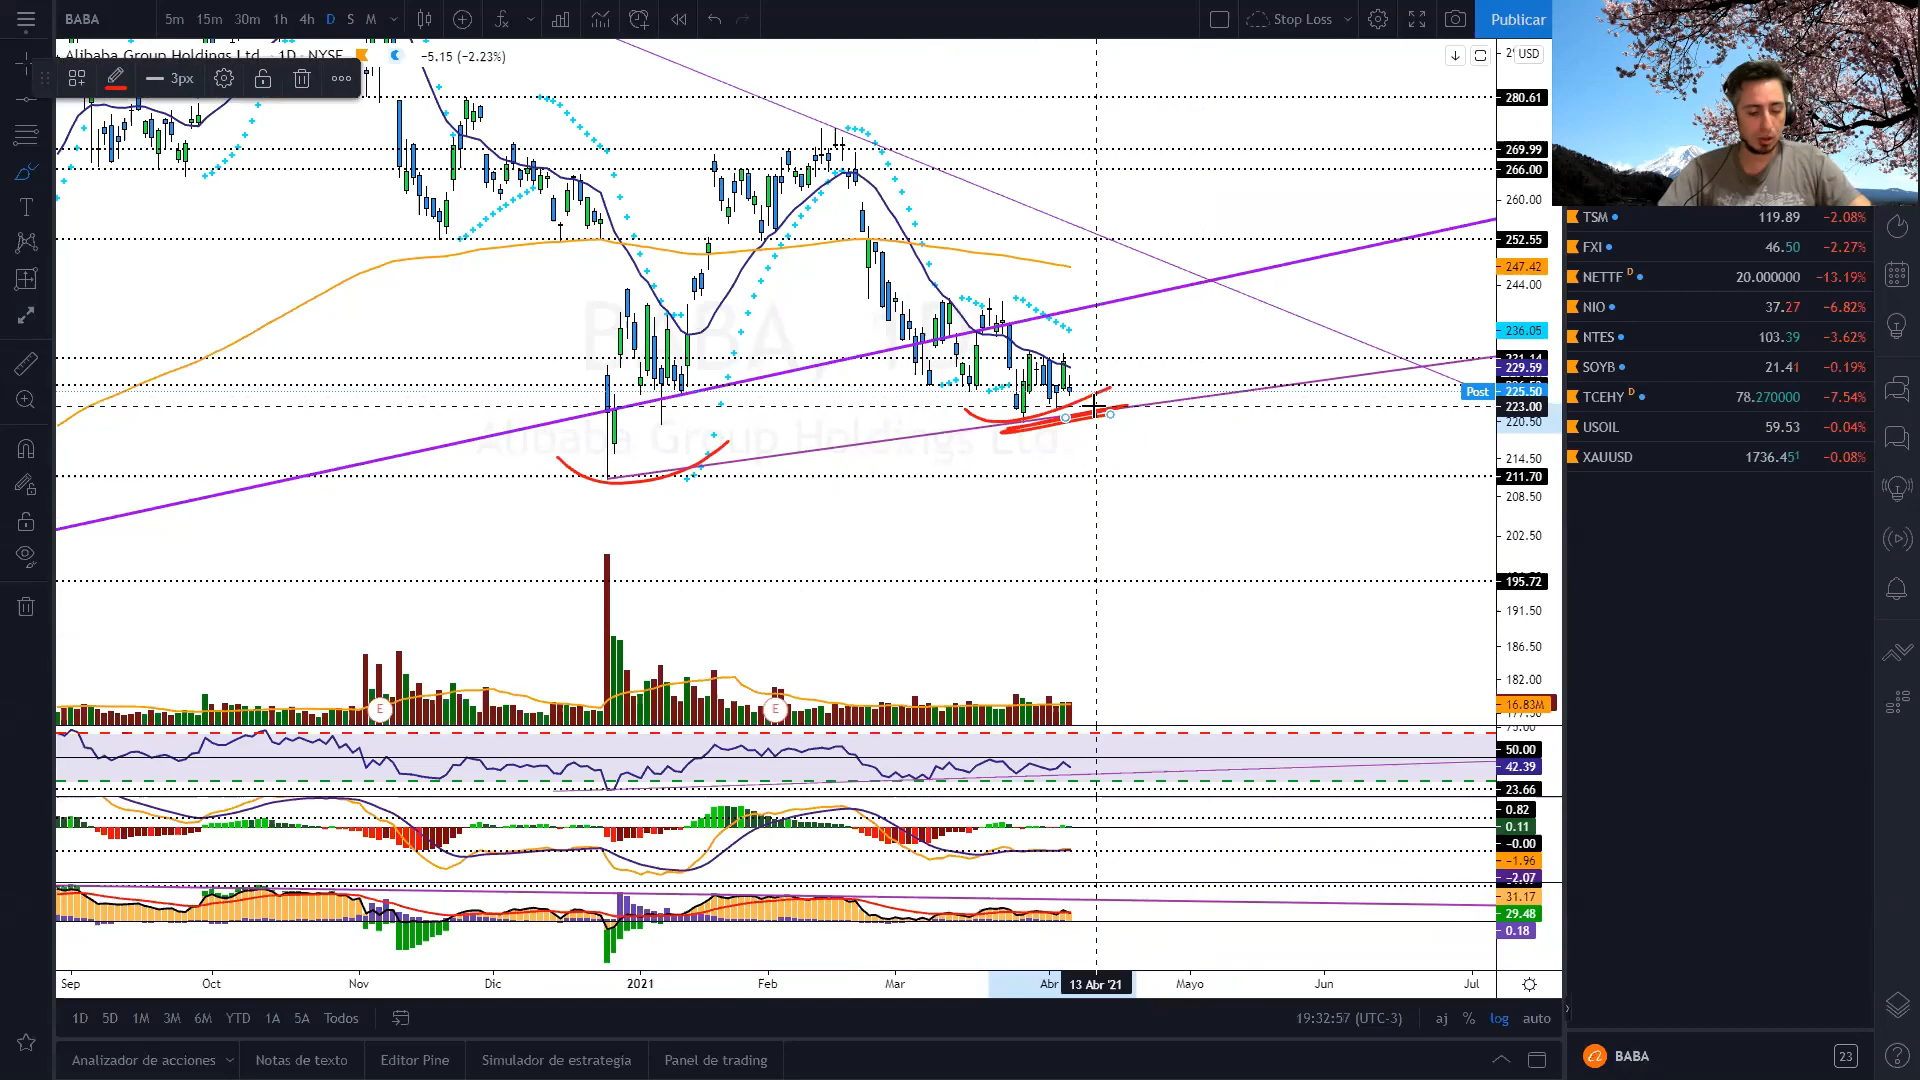 BABA 5m 15m 30m 1h 4h D S M Stop Loss Publicar
Alibaba Group Holdings Ltd. 1D NYSE −5.15 (−2.23%)
USD
3px
280.61
269.99
266.00
260.00
252.55
247.42
244.00
236.05
229.59
Post 225.50
223.00
220.50
214.50
211.70
208.50
202.50
195.72
191.50
186.50
182.00
16.83M
75.00
50.00
42.39
23.66
0.82
0.11
−0.00
−1.96
−2.07
31.17
29.48
0.18
Alibaba Group Holdings Ltd.
E E
Sep Oct Nov Dic 2021 Feb Mar Abr 13 Abr '21 Mayo Jun Jul
1D 5D 1M 3M 6M YTD 1A 5A Todos 19:32:57 (UTC-3) aj % log auto
Analizador de acciones Notas de texto Editor Pine Simulador de estrategia Panel de trading
TSM 119.89 −2.08%
FXI 46.50 −2.27%
NETTF D 20.000000 −13.19%
NIO 37.27 −6.82%
NTES 103.39 −3.62%
SOYB 21.41 −0.19%
TCEHY D 78.270000 −7.54%
USOIL 59.53 −0.04%
XAUUSD 1736.451 −0.08%
BABA 23